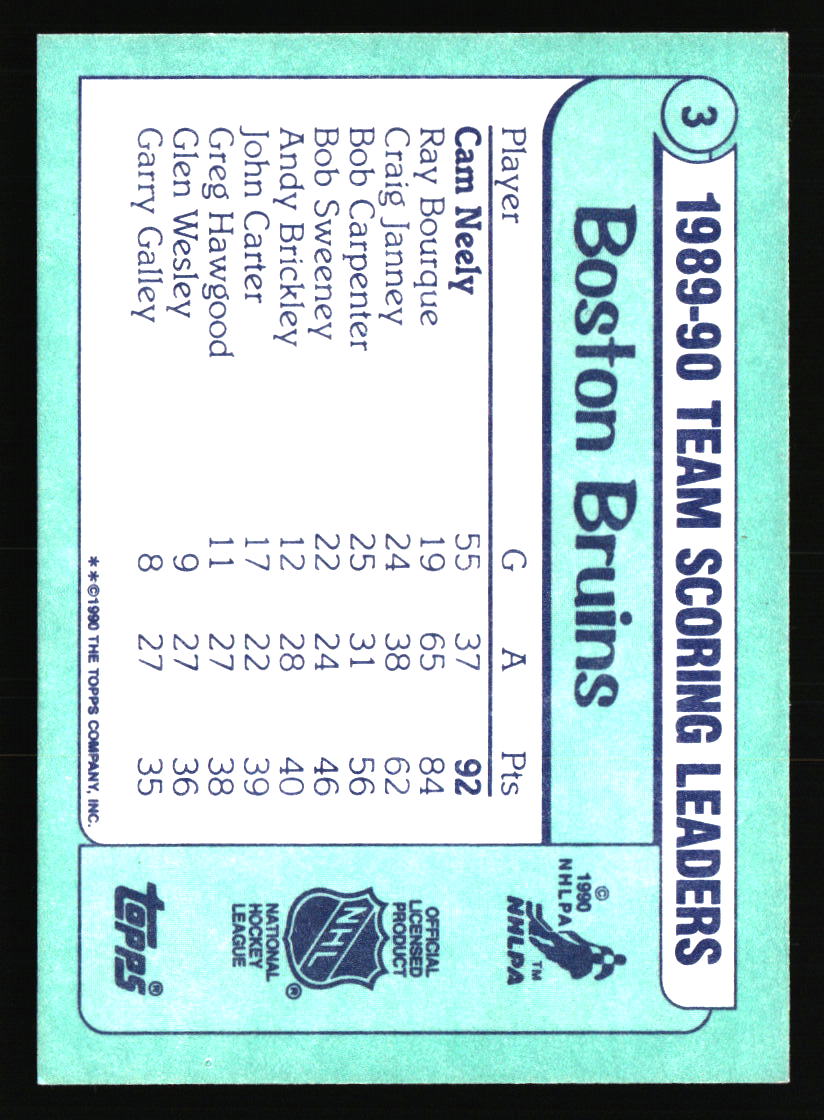 3
1989-90 TEAM SCORING LEADERS
Boston Bruins
Player G A Pts
Cam Neely 55 37 92
Ray Bourque 19 65 84
Craig Janney 24 38 62
Bob Carpenter 25 31 56
Bob Sweeney 22 24 46
Andy Brickley 12 28 40
John Carter 17 22 39
Greg Hawgood 11 27 38
Glen Wesley 9 27 36
Garry Galley 8 27 35
**©1990 THE TOPPS COMPANY, INC.
©
1990
NHLPA
NHLPA™
OFFICIAL
LICENSED
PRODUCT
NHL®
NATIONAL
HOCKEY
LEAGUE
TOPPS®